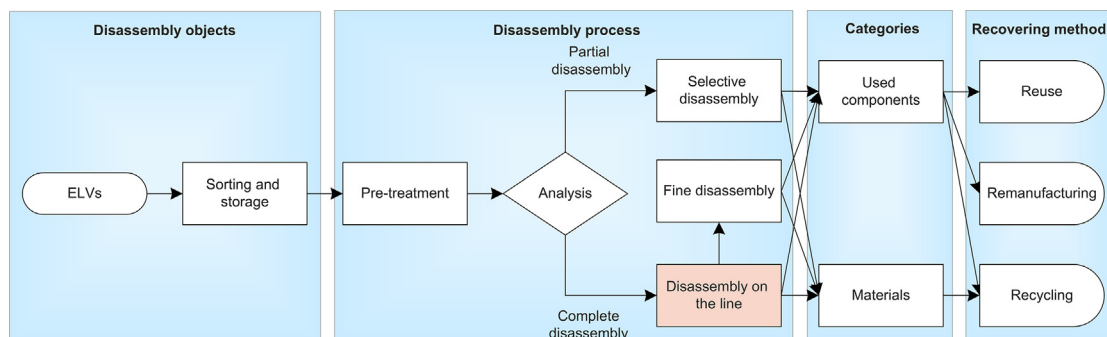 Disassembly objects
Disassembly process
Categories
Recovering method
Partial
disassembly
Selective
disassembly
Used
components
Reuse
ELVs
Sorting and
storage
Pre-treatment
Analysis
Fine disassembly
Remanufacturing
Disassembly on
the line
Materials
Recycling
Complete
disassembly